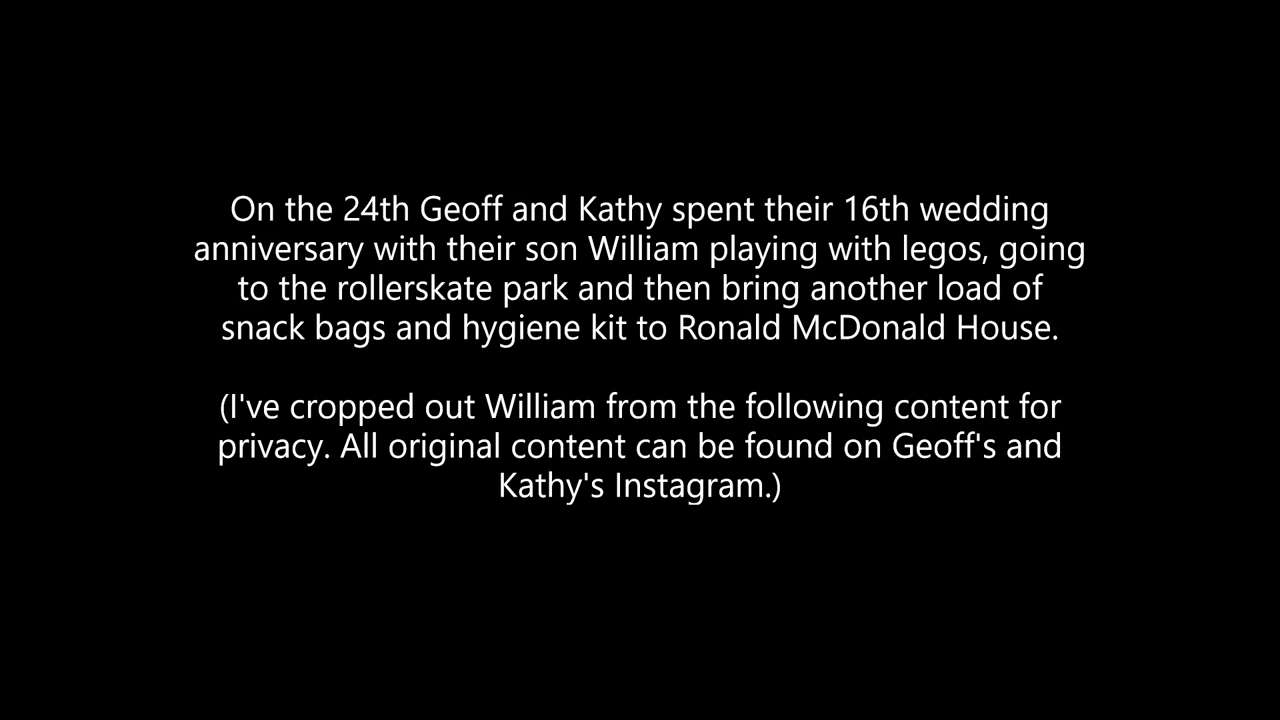 On the 24th Geoff and Kathy spent their 16th wedding
anniversary with their son William playing with legos, going
to the rollerskate park and then bring another load of
snack bags and hygiene kit to Ronald McDonald House.
(I've cropped out William from the following content for
privacy. All original content can be found on Geoff's and
Kathy's Instagram.)